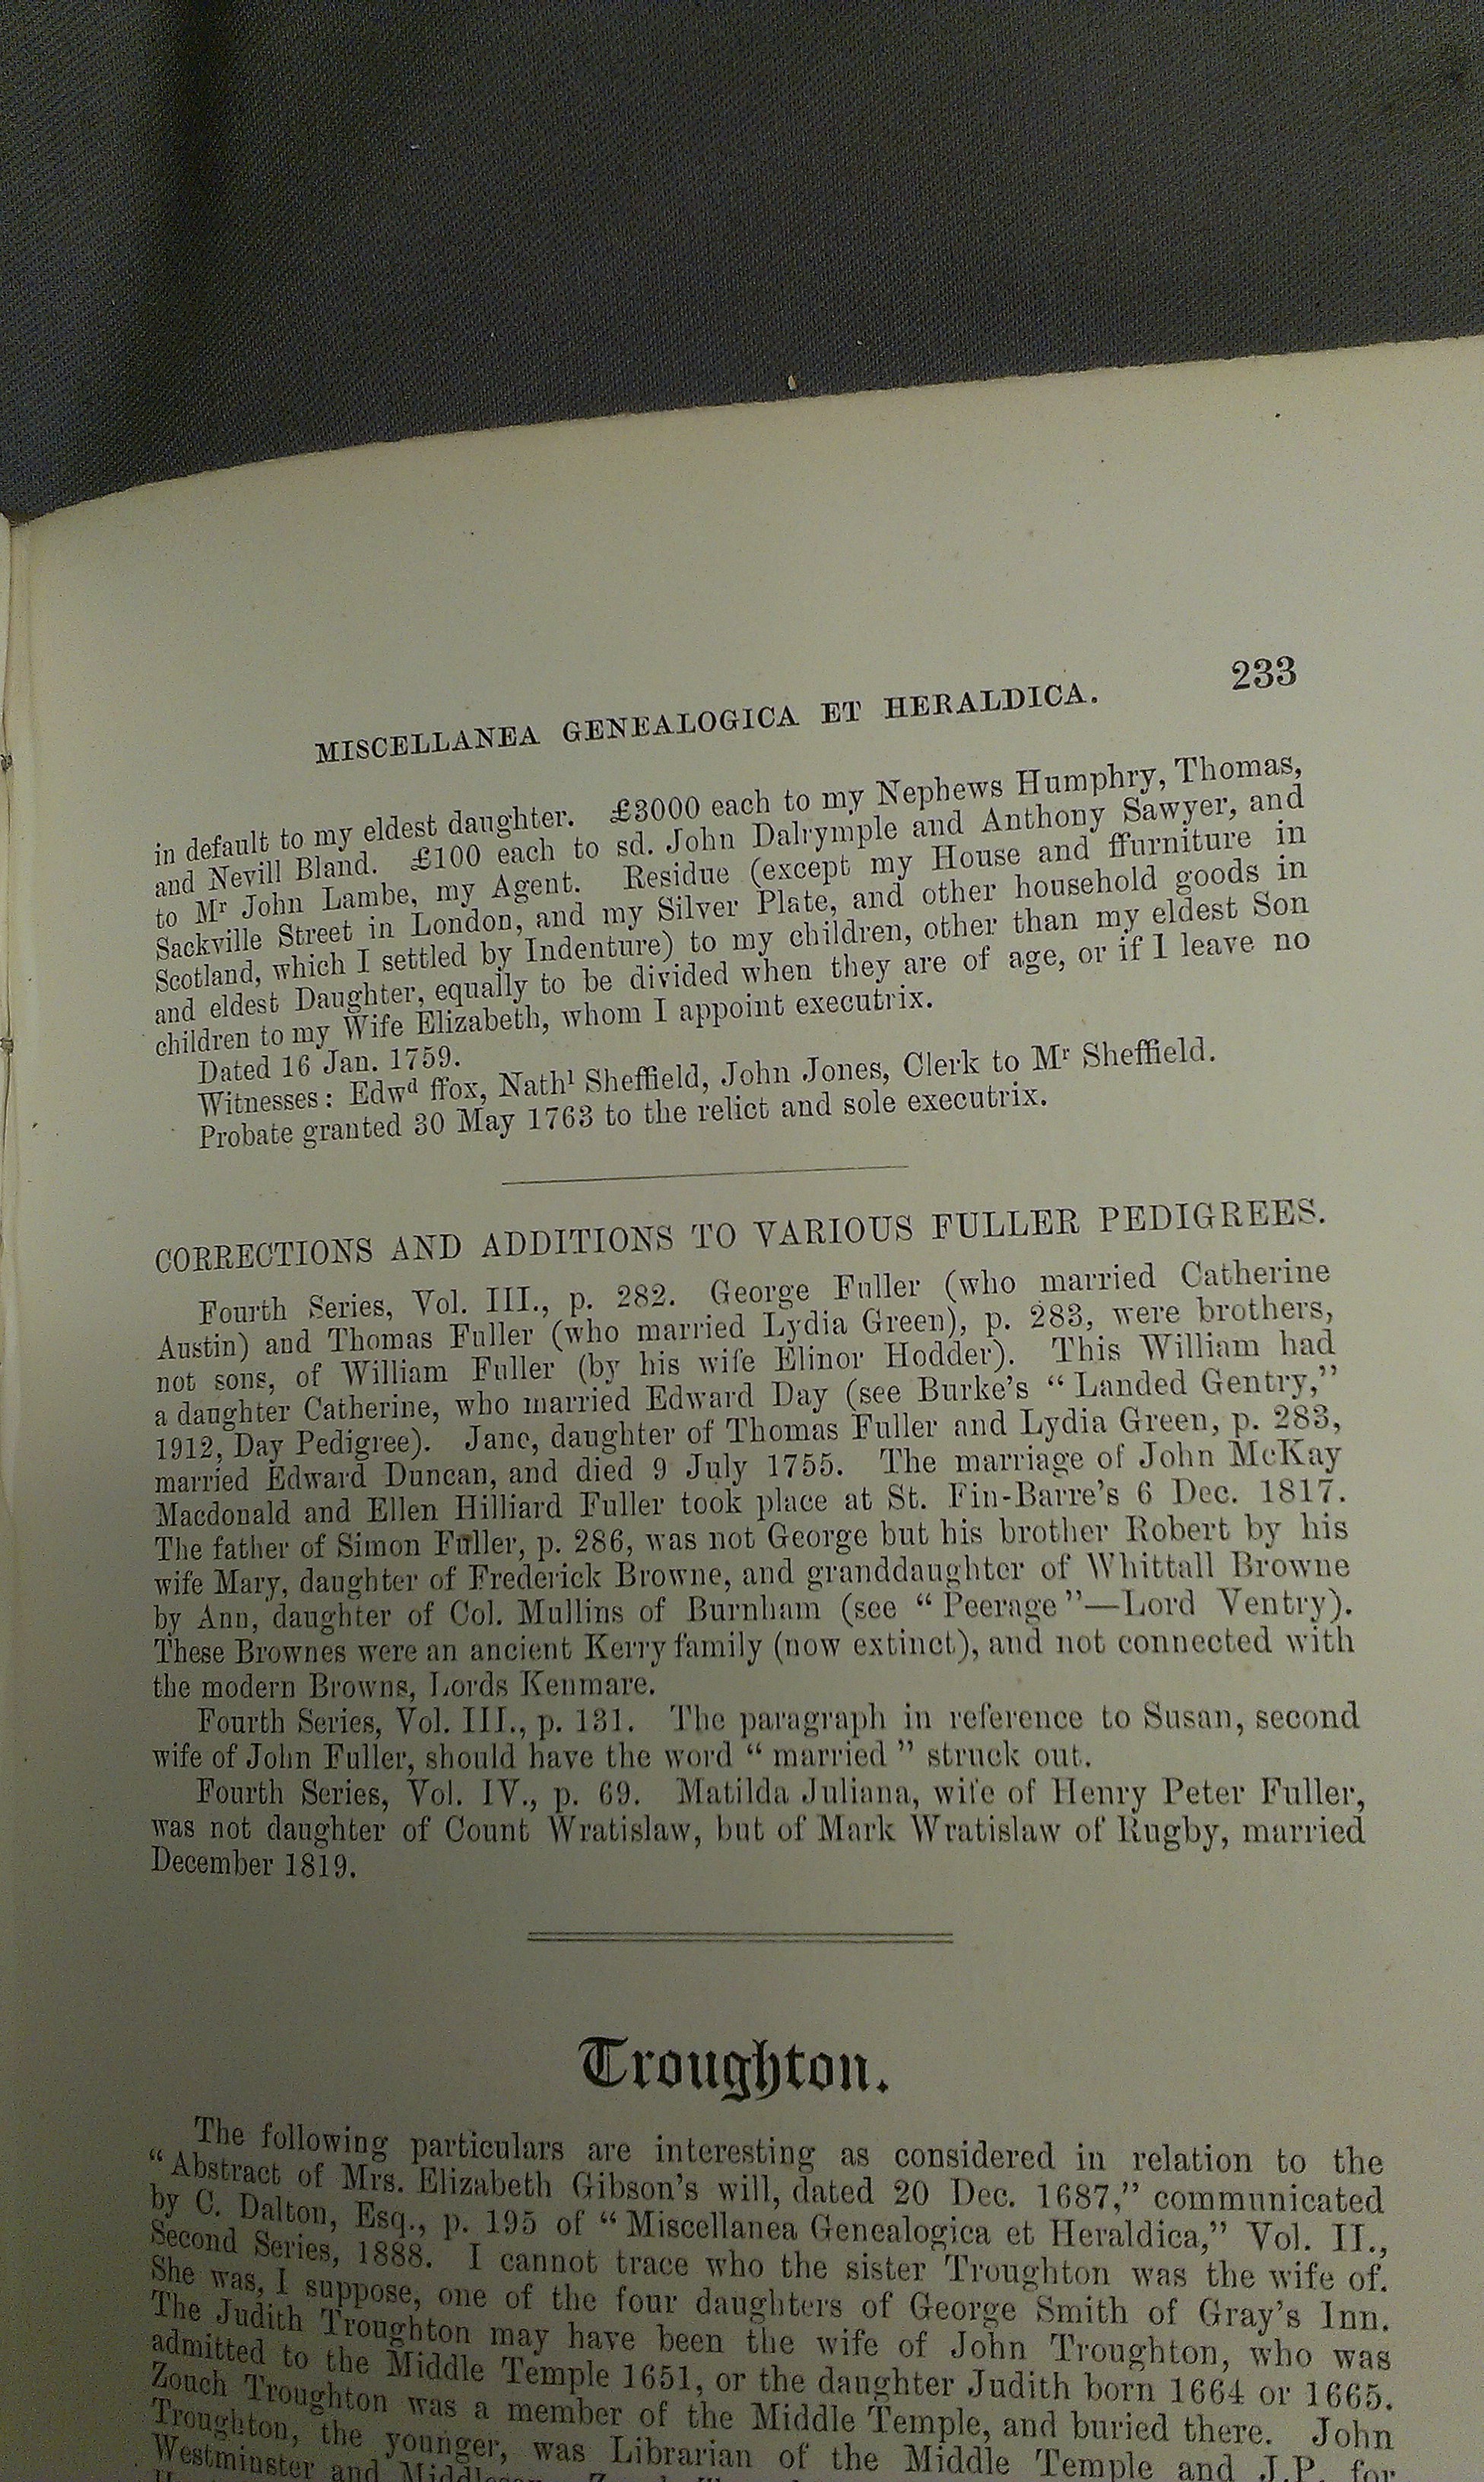 233
MISCELLANEA GENEALOGICA ET HERALDICA.
in default to my eldest daughter. £3000 each to my Nephews Humphry, Thomas,
and Nevill Bland. £100 each to sd. John Dalrymple and Anthony Sawyer, and
to Mʳ John Lambe, my Agent. Residue (except my House and ffurniture in
Sackville Street in London, and my Silver Plate, and other household goods in
Scotland, which I settled by Indenture) to my children, other than my eldest Son
and eldest Daughter, equally to be divided when they are of age, or if I leave no
children to my Wife Elizabeth, whom I appoint executrix.
Dated 16 Jan. 1759.
Witnesses: Edwᵈ ffox, Nathˡ Sheffield, John Jones, Clerk to Mʳ Sheffield.
Probate granted 30 May 1763 to the relict and sole executrix.
CORRECTIONS AND ADDITIONS TO VARIOUS FULLER PEDIGREES.
Fourth Series, Vol. III., p. 282. George Fuller (who married Catherine
Austin) and Thomas Fuller (who married Lydia Green), p. 283, were brothers,
not sons, of William Fuller (by his wife Elinor Hodder). This William had
a daughter Catherine, who married Edward Day (see Burke's “Landed Gentry,”
1912, Day Pedigree). Jane, daughter of Thomas Fuller and Lydia Green, p. 283,
married Edward Duncan, and died 9 July 1755. The marriage of John McKay
Macdonald and Ellen Hilliard Fuller took place at St. Fin-Barre's 6 Dec. 1817.
The father of Simon Fuller, p. 286, was not George but his brother Robert by his
wife Mary, daughter of Frederick Browne, and granddaughter of Whittall Browne
by Ann, daughter of Col. Mullins of Burnham (see “Peerage”—Lord Ventry).
These Brownes were an ancient Kerry family (now extinct), and not connected with
the modern Browns, Lords Kenmare.
Fourth Series, Vol. III., p. 131. The paragraph in reference to Susan, second
wife of John Fuller, should have the word “married” struck out.
Fourth Series, Vol. IV., p. 69. Matilda Juliana, wife of Henry Peter Fuller,
was not daughter of Count Wratislaw, but of Mark Wratislaw of Rugby, married
December 1819.
Troughton.
The following particulars are interesting as considered in relation to the
“Abstract of Mrs. Elizabeth Gibson's will, dated 20 Dec. 1687,” communicated
by C. Dalton, Esq., p. 195 of “Miscellanea Genealogica et Heraldica,” Vol. II.,
Second Series, 1888. I cannot trace who the sister Troughton was the wife of.
She was, I suppose, one of the four daughters of George Smith of Gray's Inn.
The Judith Troughton may have been the wife of John Troughton, who was
admitted to the Middle Temple 1651, or the daughter Judith born 1664 or 1665.
Zouch Troughton was a member of the Middle Temple, and buried there. John
Troughton, the younger, was Librarian of the Middle Temple and J.P. for
Westminster and